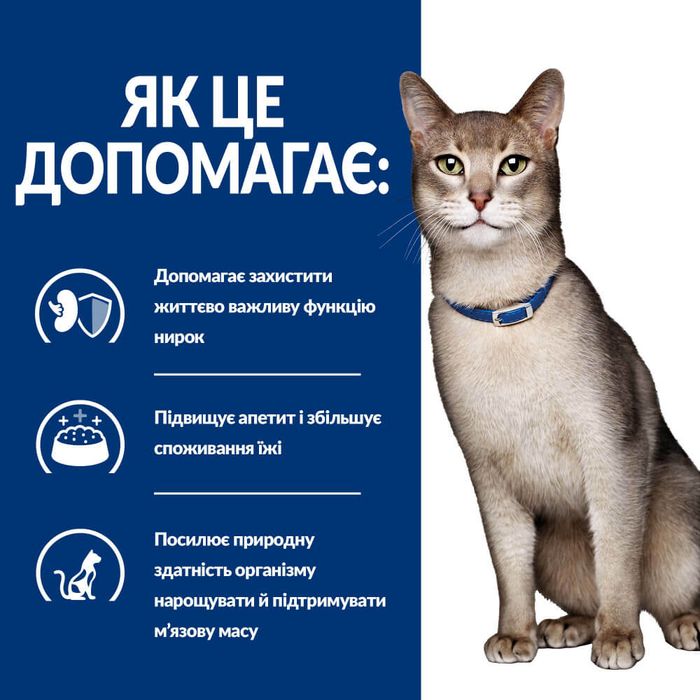 ЯК ЦЕ
ДОПОМАГАЄ:
Допомагає захистити
життєво важливу функцію
нирок
Підвищує апетит і збільшує
споживання їжі
Посилює природну
здатність організму
нарощувати й підтримувати
м’язову масу